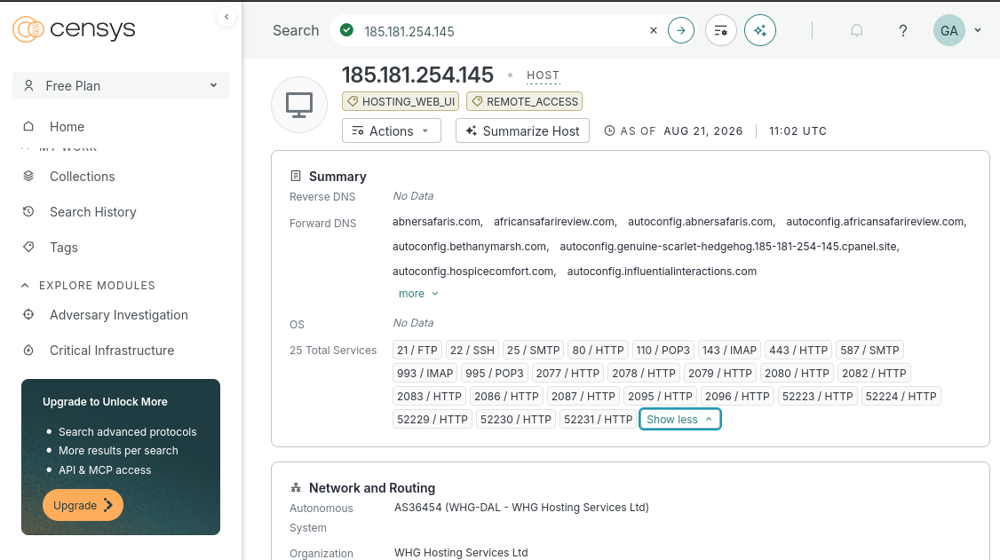 censys
Search
185.181.254.145
GA
Free Plan
Home
MY WORK
Collections
Search History
Tags
EXPLORE MODULES
Adversary Investigation
Critical Infrastructure
Upgrade to Unlock More
• Search advanced protocols
• More results per search
• API & MCP access
Upgrade
185.181.254.145 • HOST
HOSTING_WEB_UI REMOTE_ACCESS
Actions Summarize Host AS OF AUG 21, 2026 11:02 UTC
Summary
Reverse DNS No Data
Forward DNS abnersafaris.com, africansafarireview.com, autoconfig.abnersafaris.com, autoconfig.africansafarireview.com,
autoconfig.bethanymarsh.com, autoconfig.genuine-scarlet-hedgehog.185-181-254-145.cpanel.site,
autoconfig.hospicecomfort.com, autoconfig.influentialinteractions.com
more
OS No Data
25 Total Services 21 / FTP 22 / SSH 25 / SMTP 80 / HTTP 110 / POP3 143 / IMAP 443 / HTTP 587 / SMTP
993 / IMAP 995 / POP3 2077 / HTTP 2078 / HTTP 2079 / HTTP 2080 / HTTP 2082 / HTTP
2083 / HTTP 2086 / HTTP 2087 / HTTP 2095 / HTTP 2096 / HTTP 52223 / HTTP 52224 / HTTP
52229 / HTTP 52230 / HTTP 52231 / HTTP Show less
Network and Routing
Autonomous System AS36454 (WHG-DAL - WHG Hosting Services Ltd)
Organization WHG Hosting Services Ltd